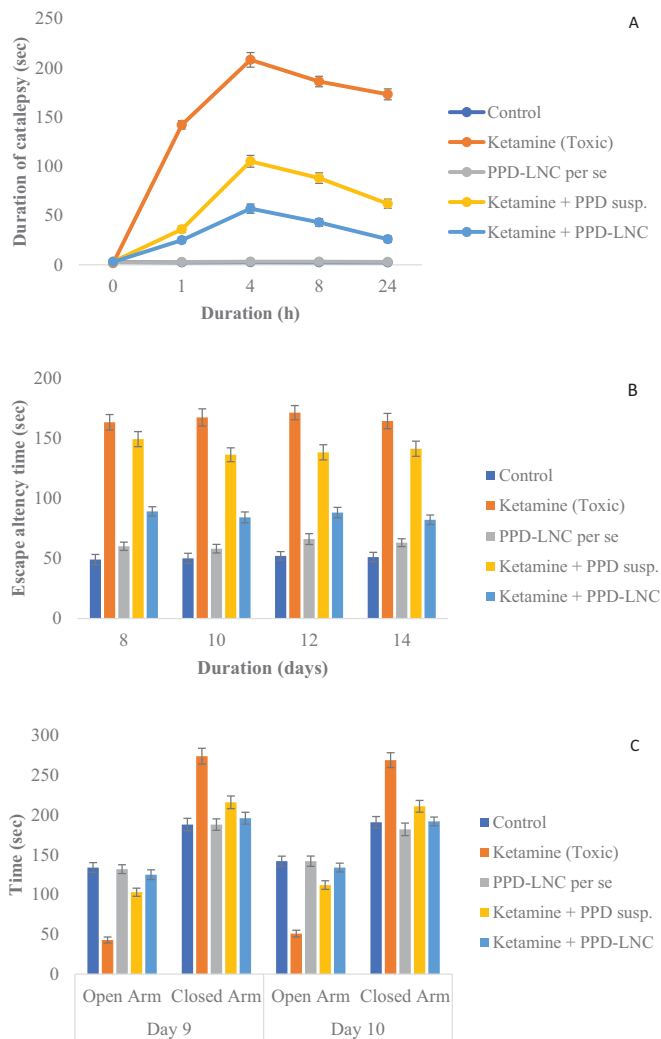 A
250
200
150
100
50
0
Duration of catalepsy (sec)
0 1 4 8 24
Duration (h)
Control
Ketamine (Toxic)
PPD-LNC per se
Ketamine + PPD susp.
Ketamine + PPD-LNC
B
200
150
100
50
0
Escape altency time (sec)
8 10 12 14
Duration (days)
Control
Ketamine (Toxic)
PPD-LNC per se
Ketamine + PPD susp.
Ketamine + PPD-LNC
C
300
250
200
150
100
50
0
Time (sec)
Open Arm Closed Arm Open Arm Closed Arm
Day 9 Day 10
Control
Ketamine (Toxic)
PPD-LNC per se
Ketamine + PPD susp.
Ketamine + PPD-LNC